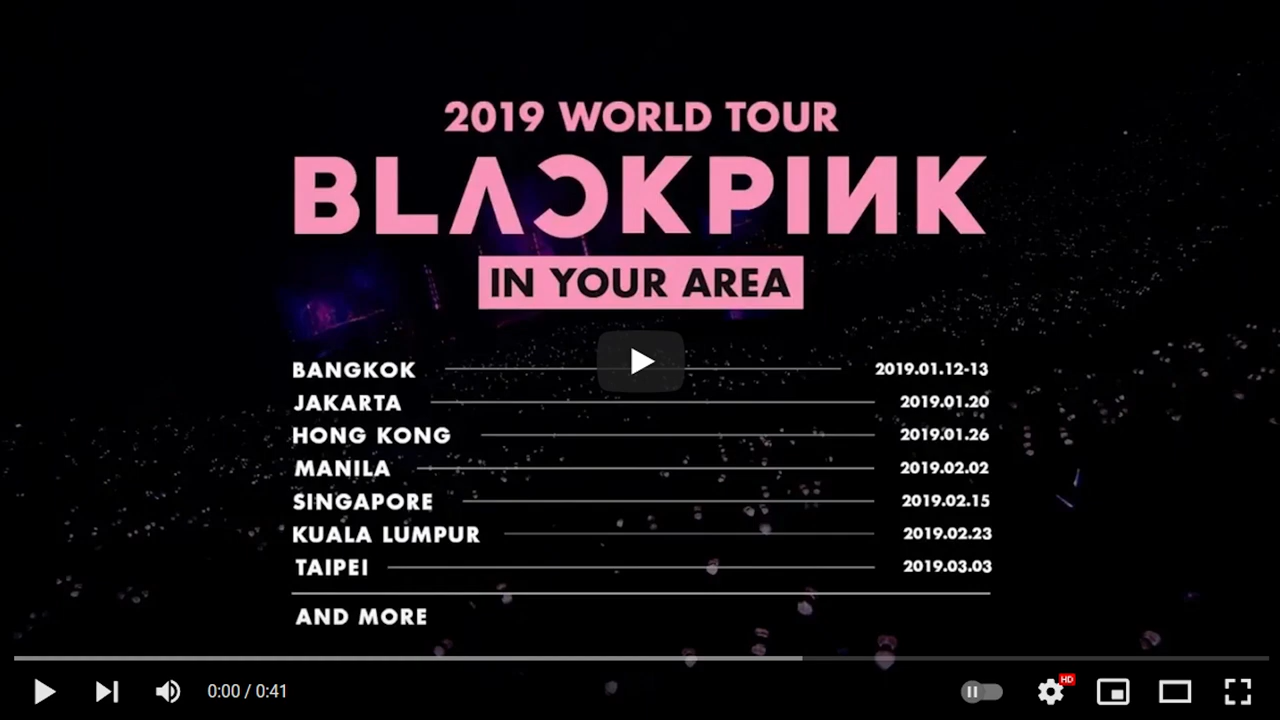 2019 WORLD TOUR
BLACKPINK
IN YOUR AREA
BANGKOK 2019.01.12-13
JAKARTA 2019.01.20
HONG KONG 2019.01.26
MANILA 2019.02.02
SINGAPORE 2019.02.15
KUALA LUMPUR 2019.02.23
TAIPEI 2019.03.03
AND MORE
0:00 / 0:41 HD